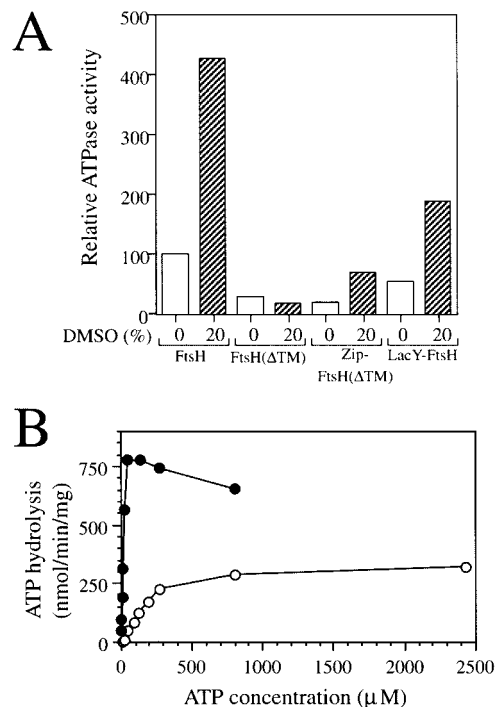 A
Relative ATPase activity
500
400
300
200
100
0
DMSO (%) 0 20 0 20 0 20 0 20
FtsH FtsH(ΔTM) Zip- LacY-FtsH
FtsH(ΔTM)
B
ATP hydrolysis
(nmol/min/mg)
750
500
250
0
0 500 1000 1500 2000 2500
ATP concentration (μM)